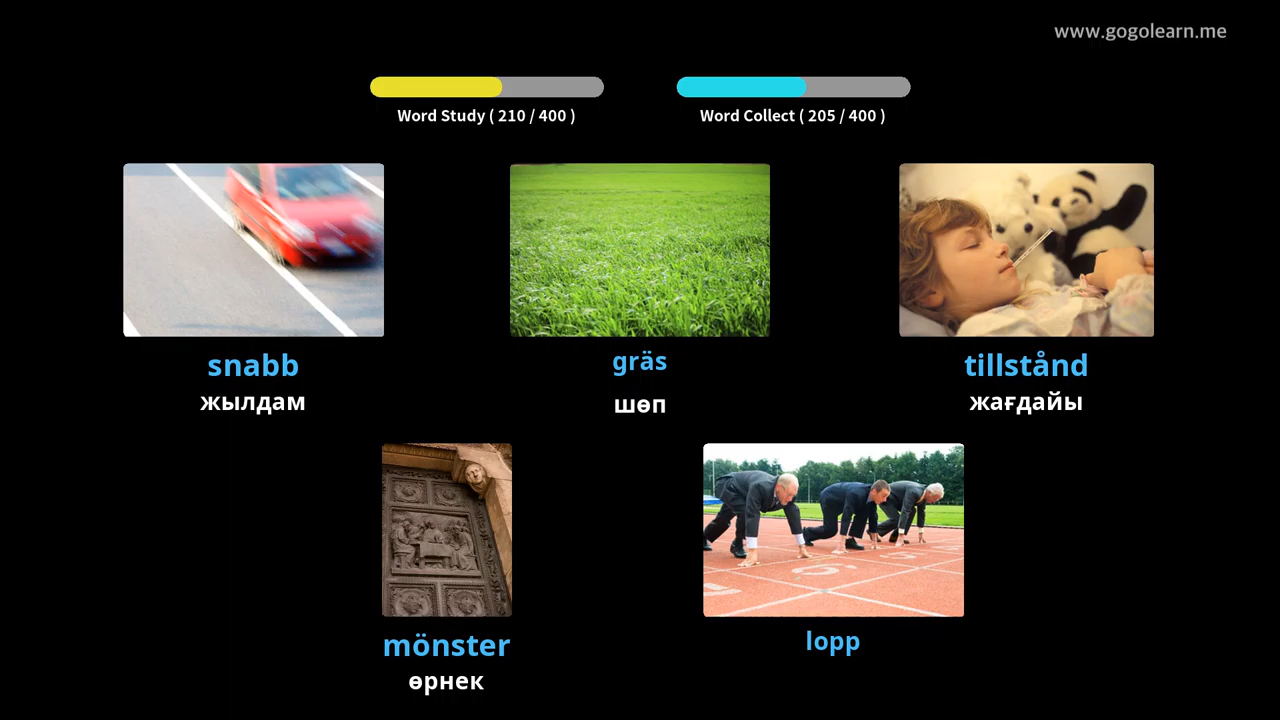 www.gogolearn.me
Word Study ( 210 / 400 )
Word Collect ( 205 / 400 )
snabb
жылдам
gräs
шөп
tillstånd
жағдайы
mönster
өрнек
lopp